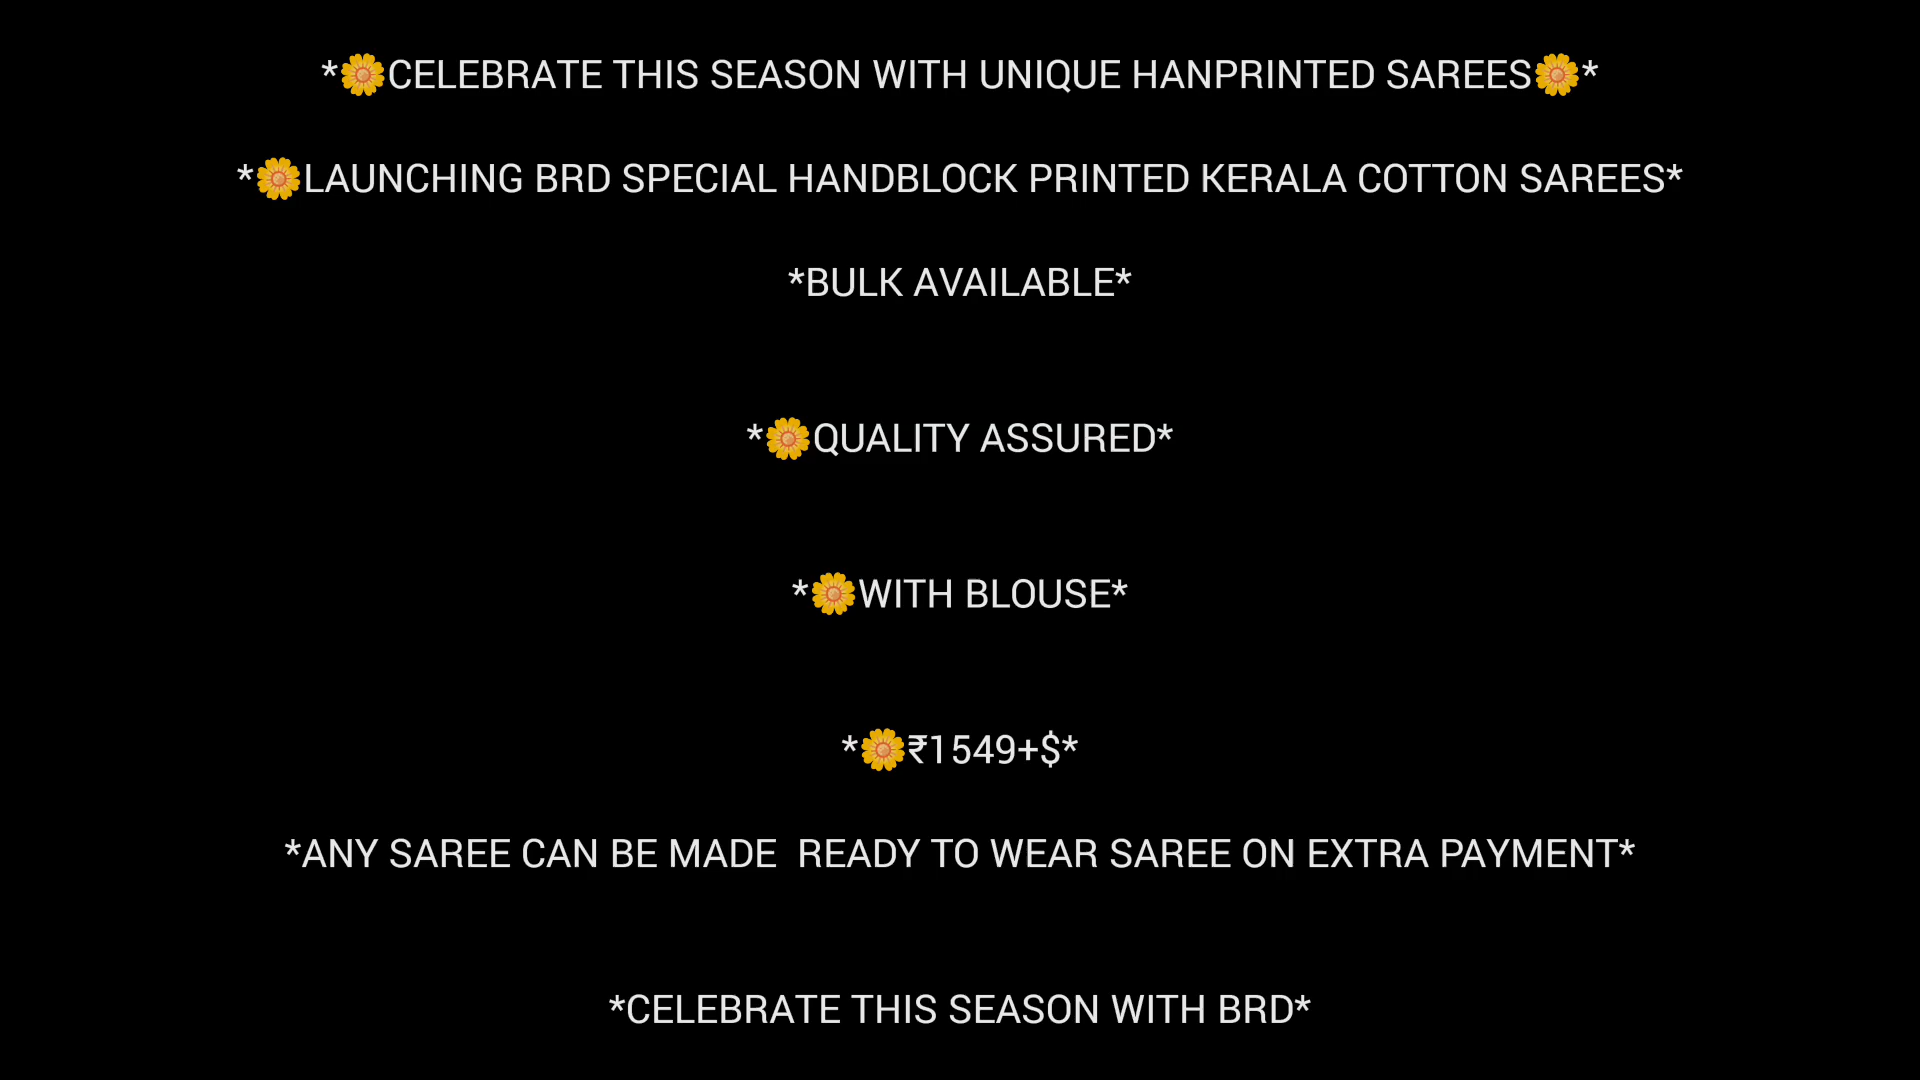 *🌼CELEBRATE THIS SEASON WITH UNIQUE HANPRINTED SAREES🌼*
*🌼LAUNCHING BRD SPECIAL HANDBLOCK PRINTED KERALA COTTON SAREES*
*BULK AVAILABLE*
*🌼QUALITY ASSURED*
*🌼WITH BLOUSE*
*🌼₹1549+$*
*ANY SAREE CAN BE MADE  READY TO WEAR SAREE ON EXTRA PAYMENT*
*CELEBRATE THIS SEASON WITH BRD*